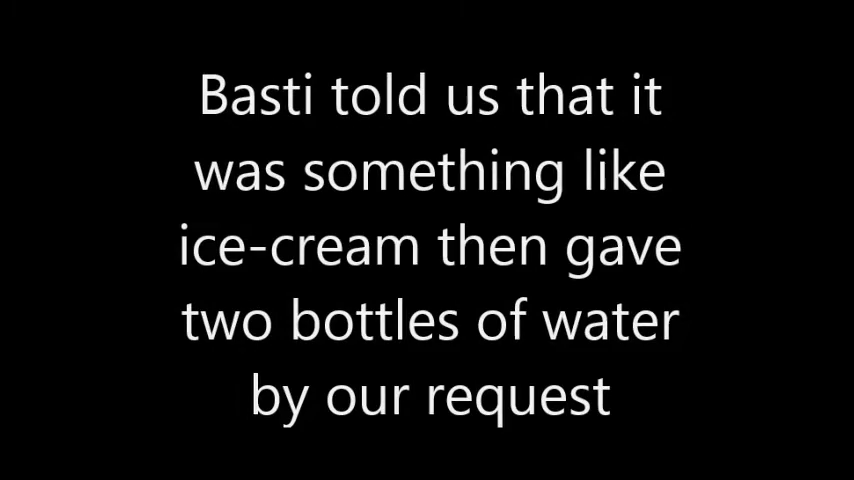 Basti told us that it
was something like
ice-cream then gave
two bottles of water
by our request